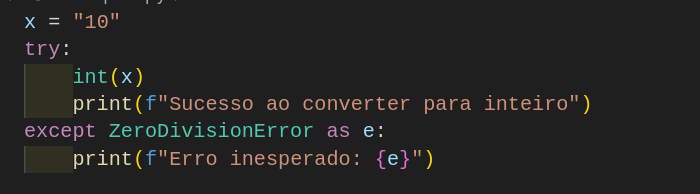 x = "10"
try:
    int(x)
    print(f"Sucesso ao converter para inteiro")
except ZeroDivisionError as e:
    print(f"Erro inesperado: {e}")